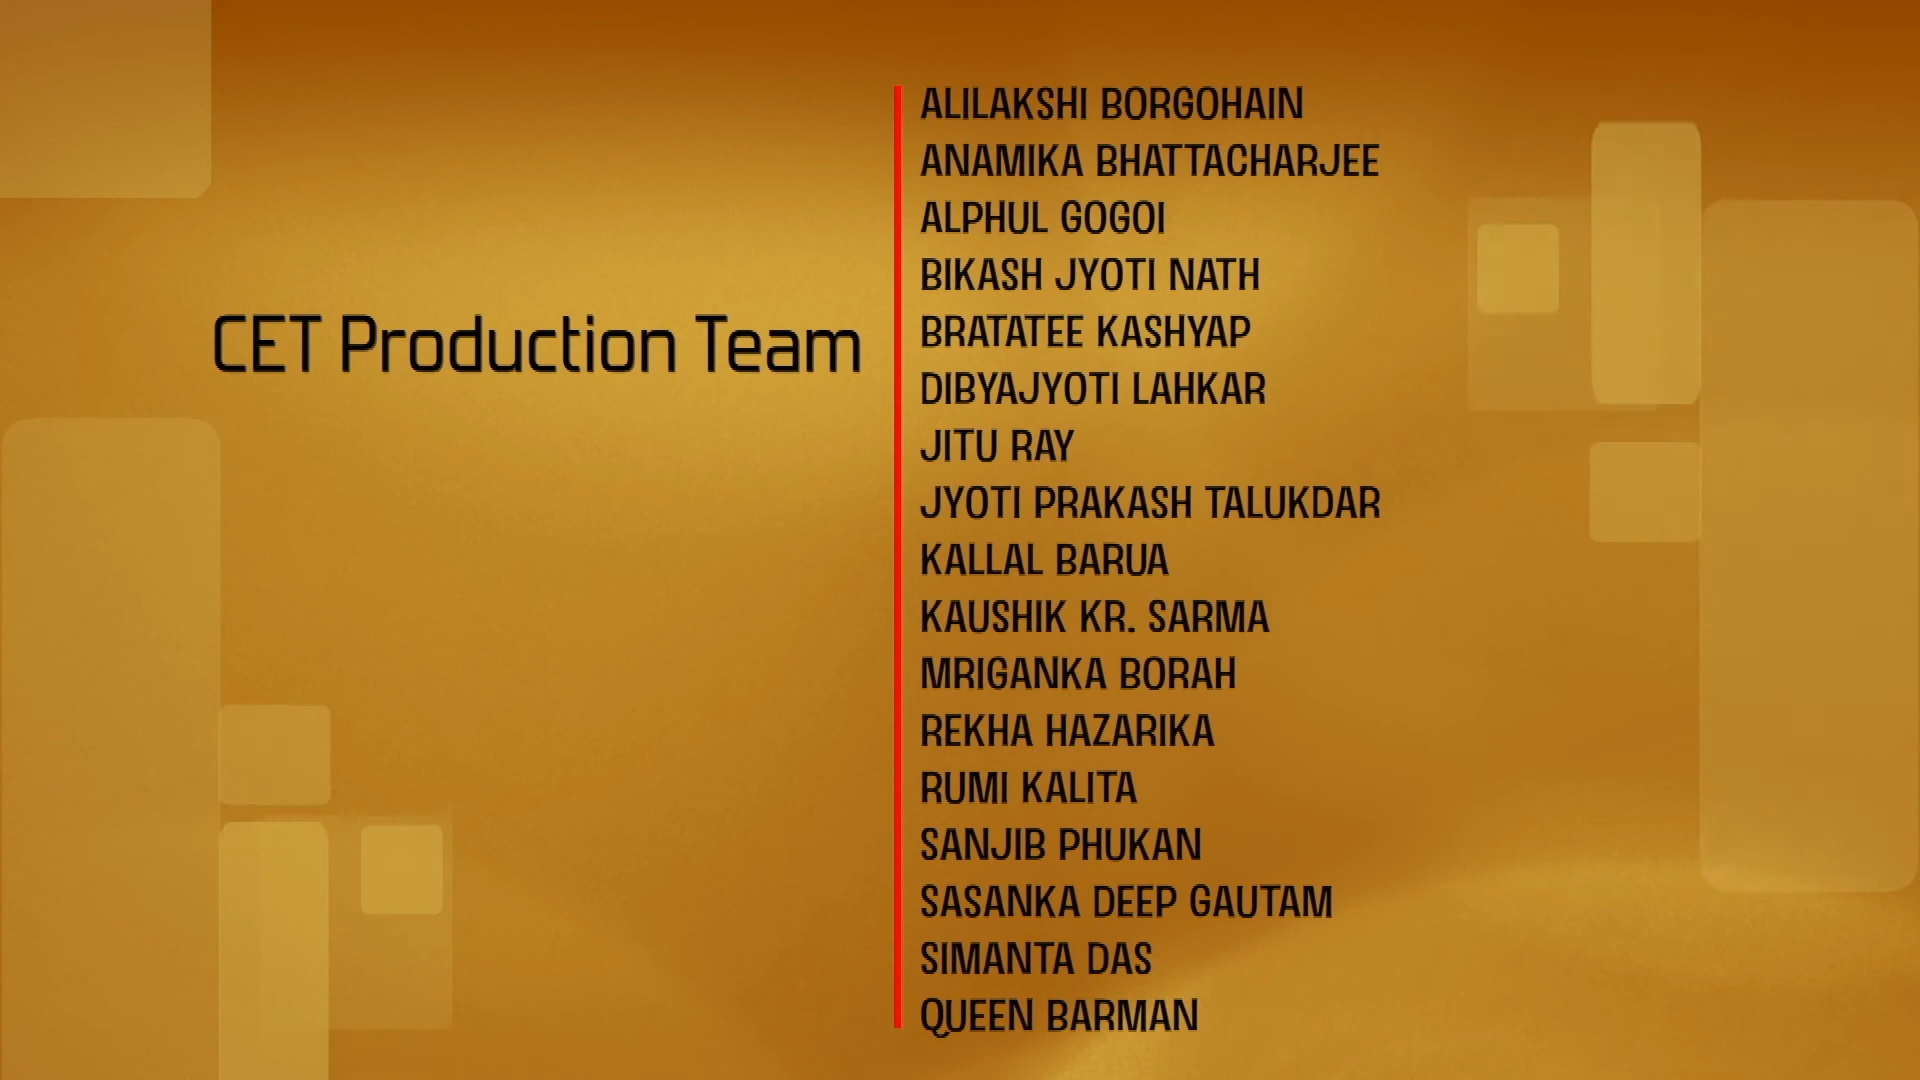 CET Production Team
ALILAKSHI BORGOHAIN
ANAMIKA BHATTACHARJEE
ALPHUL GOGOI
BIKASH JYOTI NATH
BRATATEE KASHYAP
DIBYAJYOTI LAHKAR
JITU RAY
JYOTI PRAKASH TALUKDAR
KALLAL BARUA
KAUSHIK KR. SARMA
MRIGANKA BORAH
REKHA HAZARIKA
RUMI KALITA
SANJIB PHUKAN
SASANKA DEEP GAUTAM
SIMANTA DAS
QUEEN BARMAN